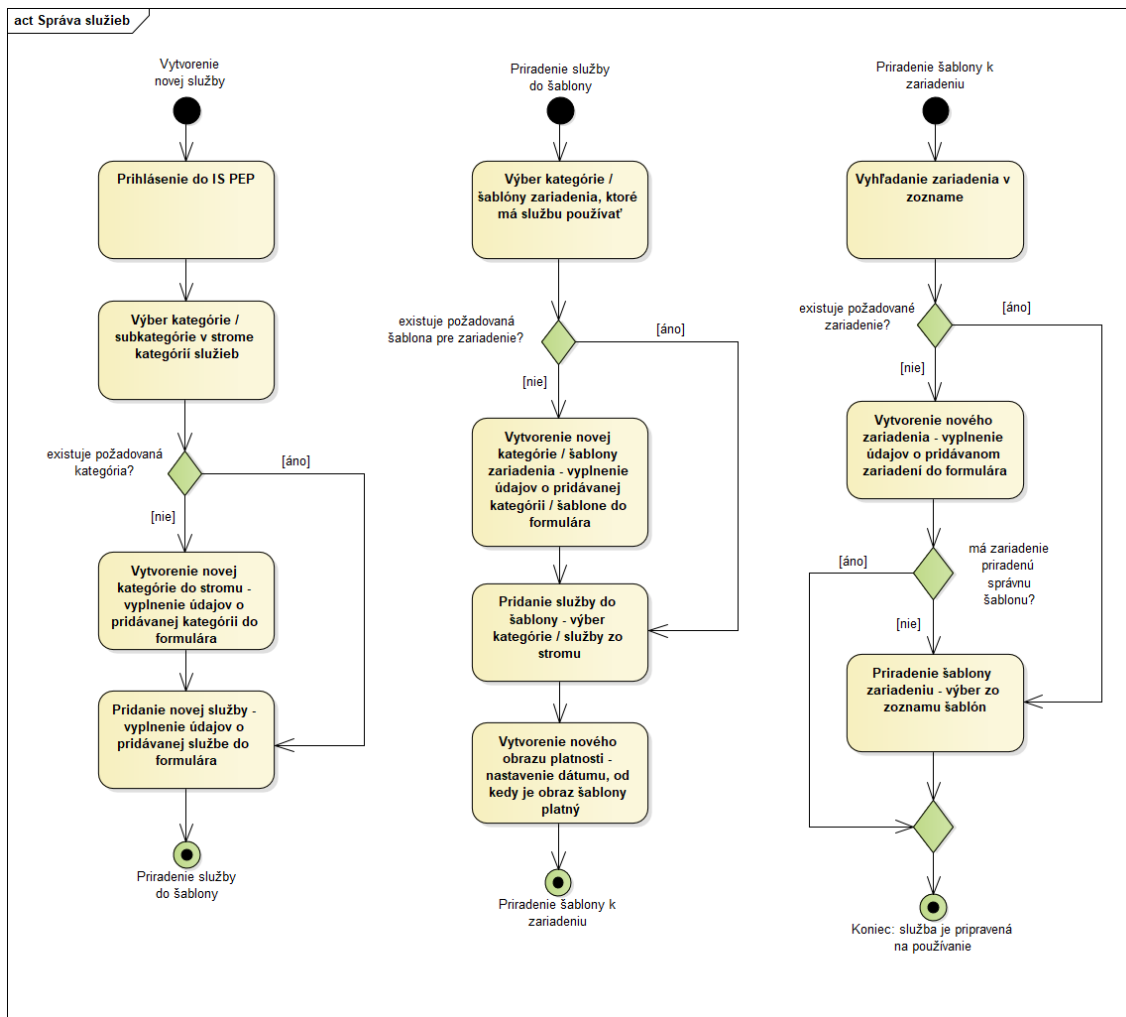 act Správa služieb
Vytvorenie
novej služby
Prihlásenie do IS PEP
Výber kategórie /
subkategórie v strome
kategórií služieb
existuje požadovaná
kategória?
[áno]
[nie]
Vytvorenie novej
kategórie do stromu -
vyplnenie údajov o
pridávanej kategórii do
formulára
Pridanie novej služby -
vyplnenie údajov o
pridávanej službe do
formulára
Priradenie služby
do šablony
Priradenie služby
do šablony
Výber kategórie /
šablóny zariadenia, ktoré
má službu používať
existuje požadovaná
šablona pre zariadenie?
[áno]
[nie]
Vytvorenie novej
kategórie / šablony
zariadenia - vyplnenie
údajov o pridávanej
kategórii / šablone do
formulára
Pridanie služby do
šablony - výber
kategórie / služby zo
stromu
Vytvorenie nového
obrazu platnosti -
nastavenie dátumu, od
kedy je obraz šablony
platný
Priradenie šablony k
zariadeniu
Priradenie šablony k
zariadeniu
Vyhľadanie zariadenia v
zozname
existuje požadované
zariadenie?
[áno]
[nie]
Vytvorenie nového
zariadenia - vyplnenie
údajov o pridávanom
zariadení do formulára
má zariadenie
priradenú
správnu
šablonu?
[áno]
[nie]
Priradenie šablony
zariadeniu - výber zo
zoznamu šablón
Koniec: služba je pripravená
na používanie